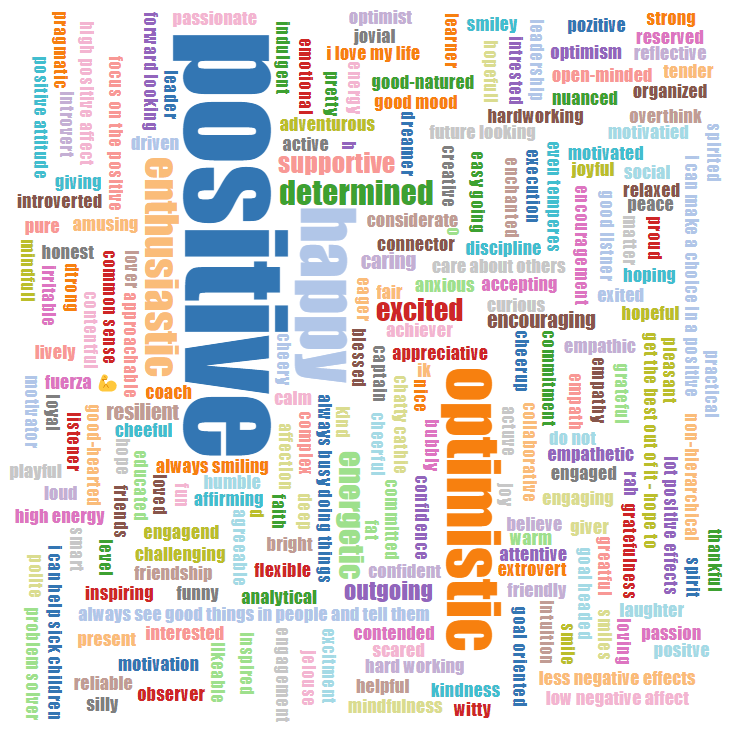 passionate
optimist
jovial
i love my life
smiley
pozitive
strong
reserved
reflective
optimism
open-minded
tender
organized
nuanced
good-natured
good mood
hardworking
overthink
future looking
motivated
adventurous
active
driven
supportive
determined
considerate
connector
discipline
caring
care about others
anxious
accepting
fair
excited
curious
encouraging
achiever
appreciative
ik
motivated
joyful
social
relaxed
peace
hoping
exited
hopeful
empathic
giving
introverted
pure
amusing
honest
lively
fuerza 💪
coach
calm
resilient
cheeful
always smiling
humble
affirming
playful
loud
high energy
engagend
challenging
friendship
bright
flexible
inspiring
funny
analytical
confident
outgoing
always see good things in people and tell them
present
interested
motivation
reliable
observer
silly
contended
scared
hard working
helpful
mindfulness
kindness
witty
do not
empathetic
engaged
engaging
believe
giver
warm
attentive
extrovert
friendly
laughter
passion
positve
less negative effects
low negative affect
pragmatic
high positive affect
positive attitude
introvert
focus on the positive
forward looking
leader
positive
indulgent
emotional
pretty
energy
h
dreamer
learner
hopefull
intrested
leadership
creative
easy going
enchanted
execution
even temperes
encouragement
good listner
matter
proud
spirited
i can make a choice in a positive
enthusiastic
happy
o
eager
mindfull
irritable
dtrong
contentful
common sense
lover approachable
cheery
blessed
captain
nice
chatty cathie
cheerup
commitment
empath
empathy
grateful
get the best out of it - hope to
pleasant
practical
motivator
loyal
listener
good-hearted
hope
educated
friends
loved
fun
affection
complex
always busy doing things
kind
cheerful
bubbly
optimistic
acture
joy
collaborative
non-hierarchical
lot positive effects
rah gratefulness
spirit
thankful
smart
level
agreeable
d
faith
deep
energetic
fat
committed
confidence
goal headed
greatful
polite
problem solver
i can help sick children
likeable
inspired
engagement
jelouse
excitment
goal oriented
intuition
smile
smiles
loving